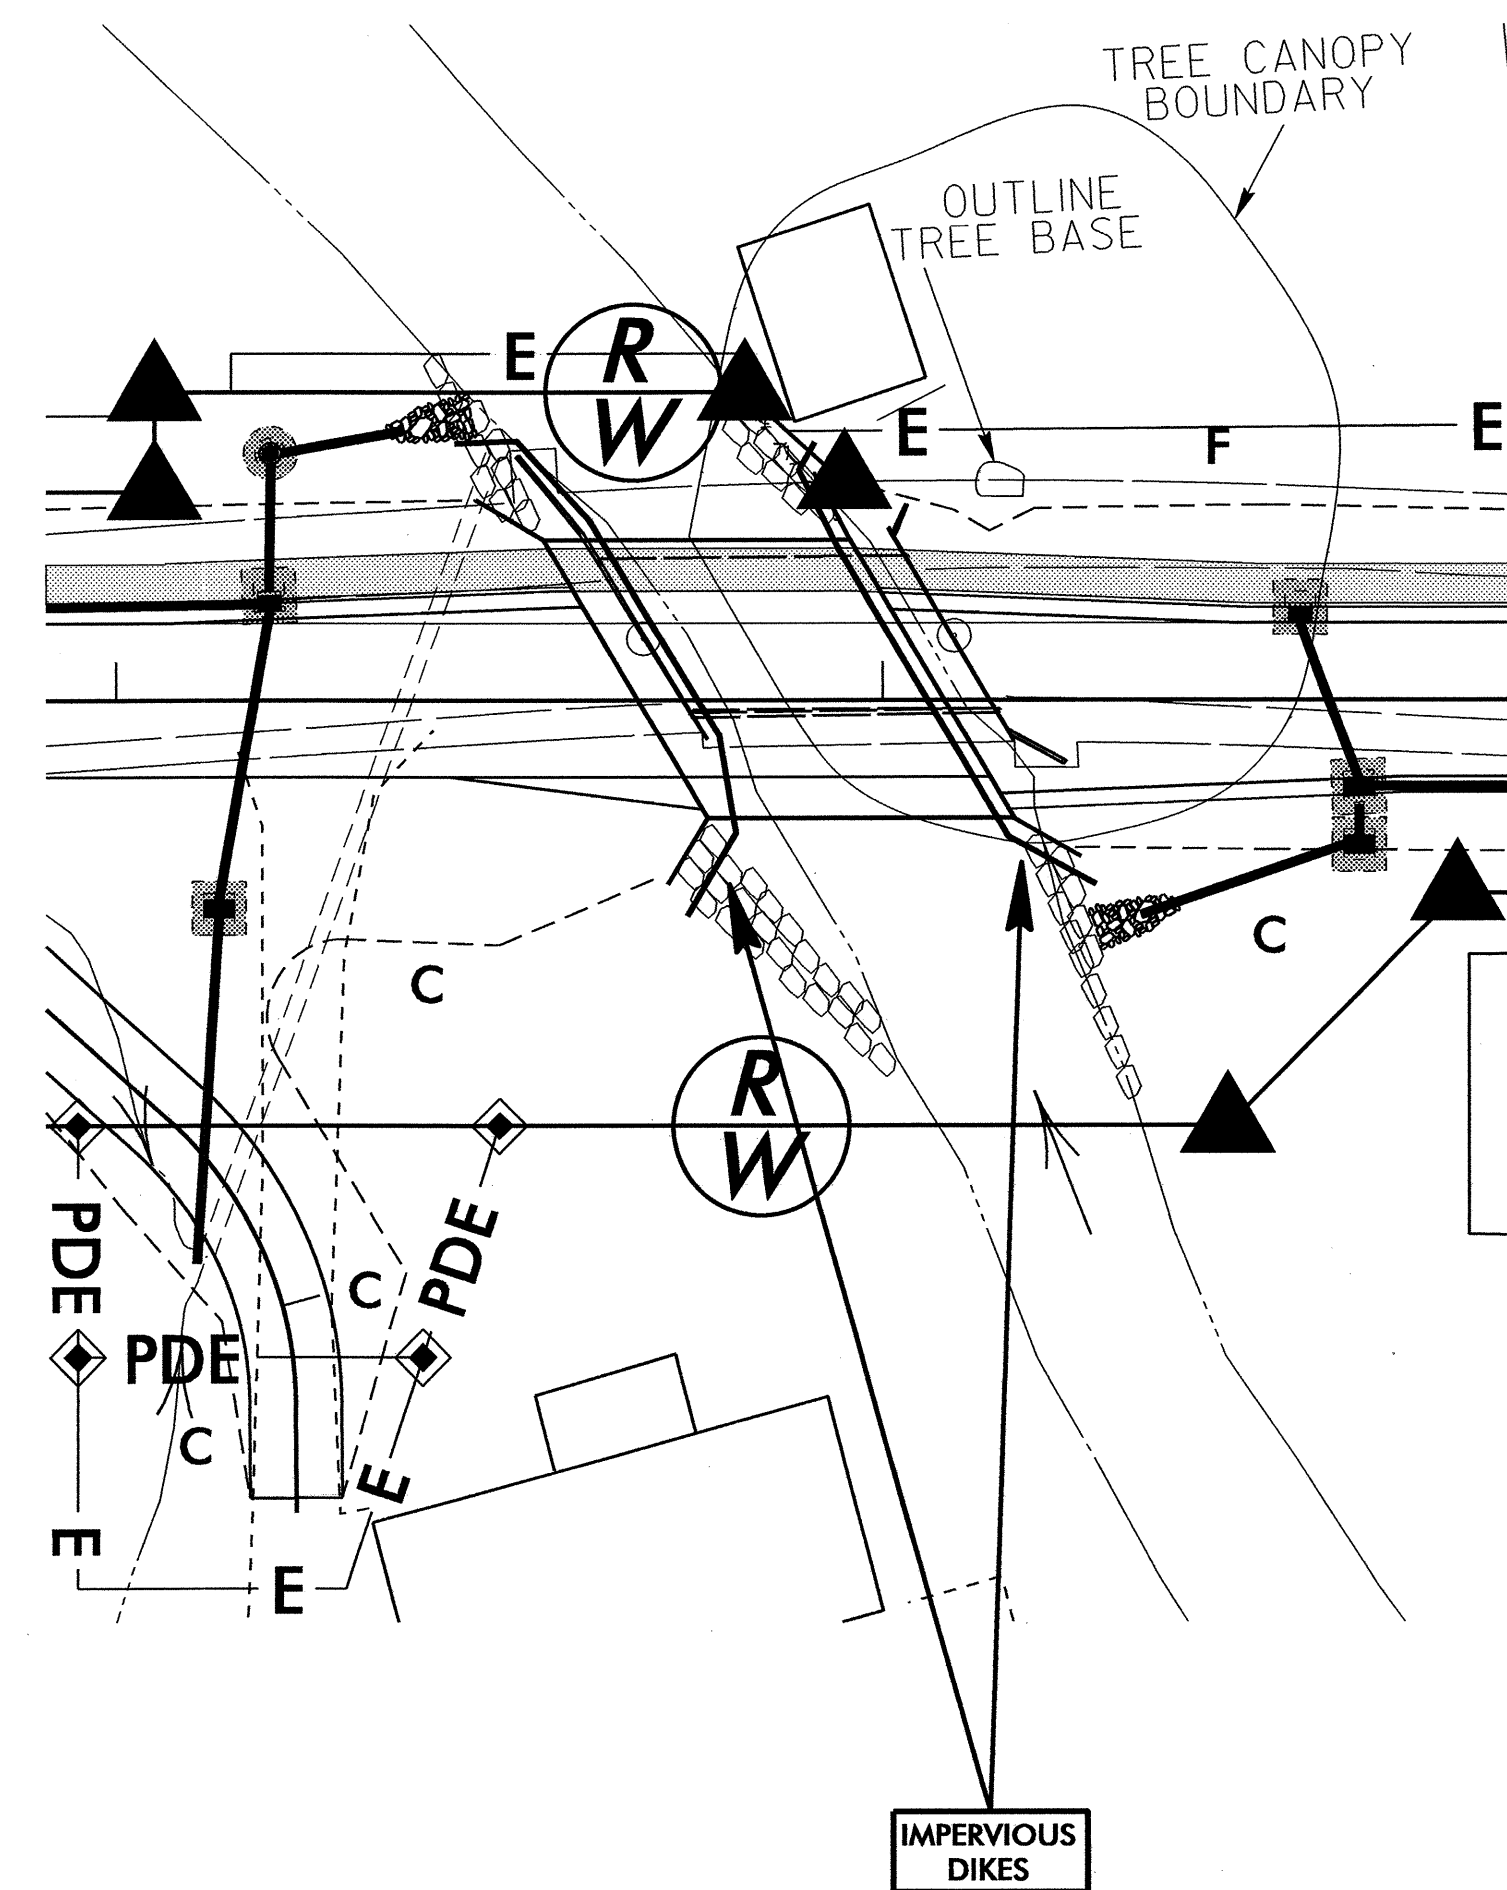 TREE CANOPY
BOUNDARY
OUTLINE
TREE BASE
E
R
W
E
E
F
C
C
R
W
PDE
PDE
C
PDE
C
E
E
E
IMPERVIOUS
DIKES